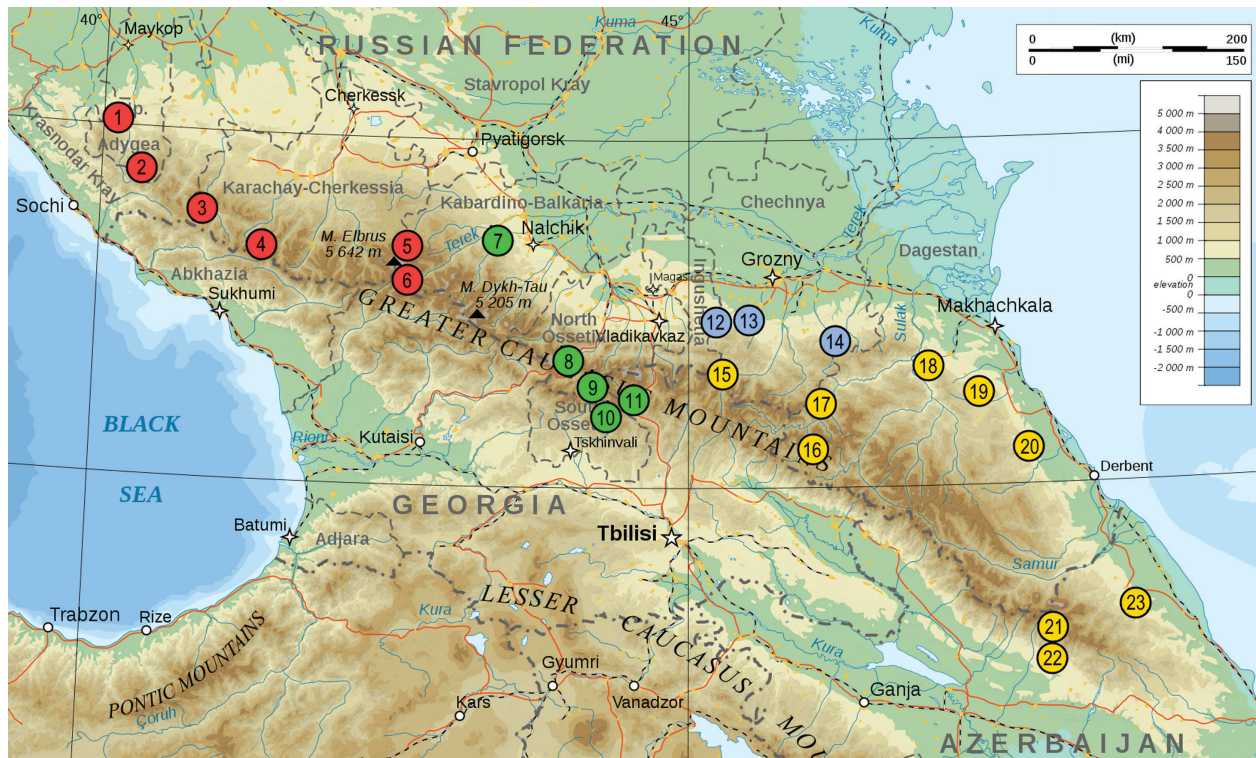 40°
45°
Maykop
Kuma
Kuma
RUSSIAN FEDERATION
Stavropol Kray
Cherkessk
Pyatigorsk
0 (km) 200
0 (mi) 150
5 000 m
4 000 m
3 500 m
3 000 m
2 500 m
2 000 m
1 500 m
1 000 m
500 m
0
elevation
0
-500 m
-1 000 m
-1 500 m
-2 000 m
1
Adygea
2
Krasnodar Kray
Sochi
3
Karachay-Cherkessia
Kabardino-Balkaria
Chechnya
4
M. Elbrus
5 642 m
5
6
Terek
7
Nalchik
Terek
Dagestan
Abkhazia
Sukhumi
M. Dykh-Tau
5 205 m
Magas
Ingushetia
Grozny
Makhachkala
GREATER CAUCASUS MOUNTAINS
North
Ossetia
Vladikavkaz
12
13
14
Sulak
8
15
18
9
11
17
19
10
South
Ossetia
Tskhinvali
16
20
BLACK
SEA
Rioni
Kutaisi
Derbent
GEORGIA
Batumi
Adjara
Tbilisi
Samur
LESSER
CAUCASUS
MOU
Trabzon
Rize
Kura
Kura
23
21
22
PONTIC MOUNTAINS
Çoruh
Gyumri
Kars
Vanadzor
Ganja
AZERBAIJAN